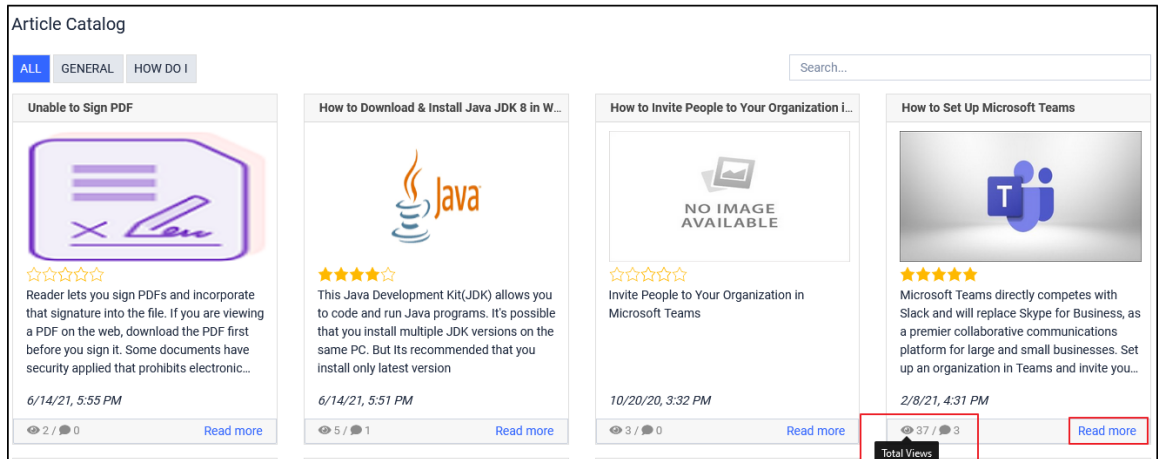 Article Catalog
ALL GENERAL HOW DO I
Search...
Unable to Sign PDF
Reader lets you sign PDFs and incorporate
that signature into the file. If you are viewing
a PDF on the web, download the PDF first
before you sign it. Some documents have
security applied that prohibits electronic...
6/14/21, 5:55 PM
2 / 0 Read more
How to Download & Install Java JDK 8 in W...
Java
This Java Development Kit(JDK) allows you
to code and run Java programs. It's possible
that you install multiple JDK versions on the
same PC. But Its recommended that you
install only latest version
6/14/21, 5:51 PM
5 / 1 Read more
How to Invite People to Your Organization i...
NO IMAGE
AVAILABLE
Invite People to Your Organization in
Microsoft Teams
10/20/20, 3:32 PM
3 / 0 Read more
How to Set Up Microsoft Teams
T
Microsoft Teams directly competes with
Slack and will replace Skype for Business, as
a premier collaborative communications
platform for large and small businesses. Set
up an organization in Teams and invite you...
2/8/21, 4:31 PM
37 / 3 Read more
Total Views